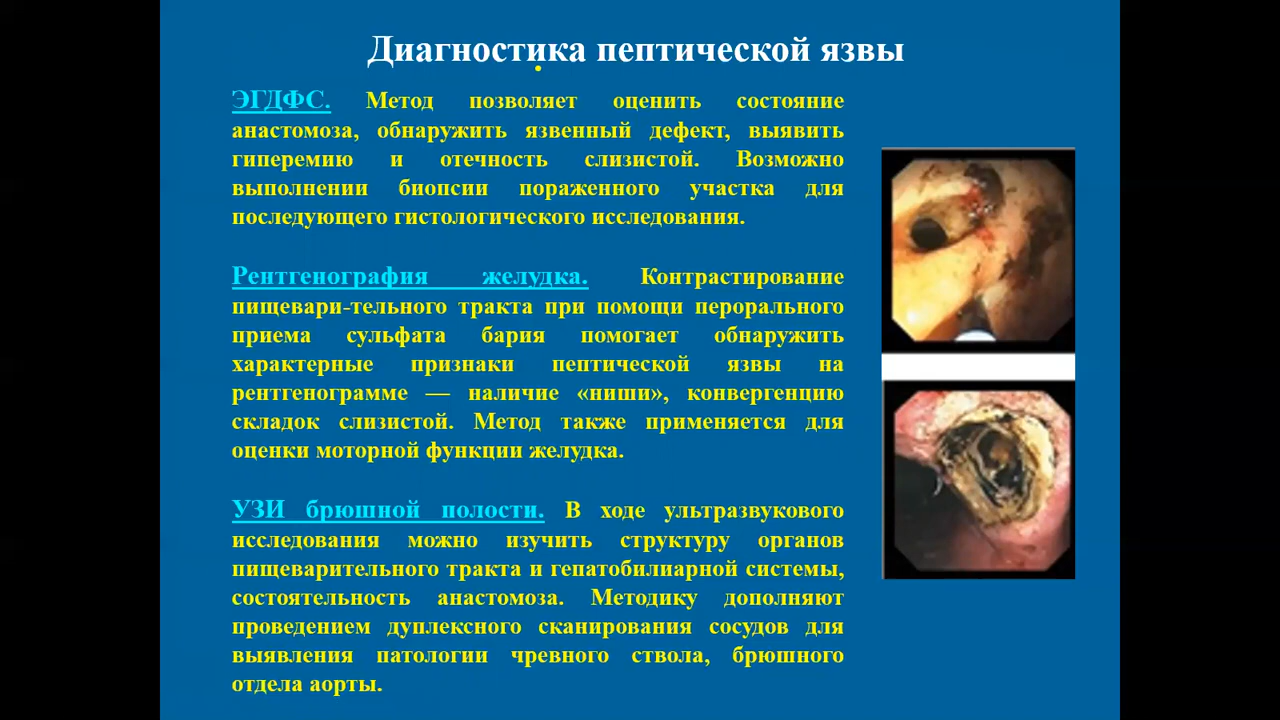 Диагностика пептической язвы
ЭГДФС. Метод позволяет оценить состояние
анастомоза, обнаружить язвенный дефект, выявить
гиперемию и отечность слизистой. Возможно
выполнении биопсии пораженного участка для
последующего гистологического исследования.
Рентгенография желудка. Контрастирование
пищевари-тельного тракта при помощи перорального
приема сульфата бария помогает обнаружить
характерные признаки пептической язвы на
рентгенограмме — наличие «ниши», конвергенцию
складок слизистой. Метод также применяется для
оценки моторной функции желудка.
УЗИ брюшной полости. В ходе ультразвукового
исследования можно изучить структуру органов
пищеварительного тракта и гепатобилиарной системы,
состоятельность анастомоза. Методику дополняют
проведением дуплексного сканирования сосудов для
выявления патологии чревного ствола, брюшного
отдела аорты.